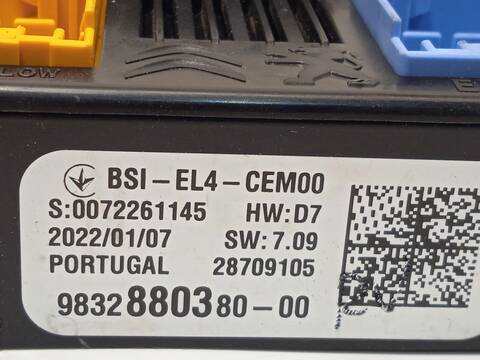 LOW
BSI-EL4-CEM00
S:0072261145 HW:D7
2022/01/07 SW:7.09
PORTUGAL 28709105
9832880380-00